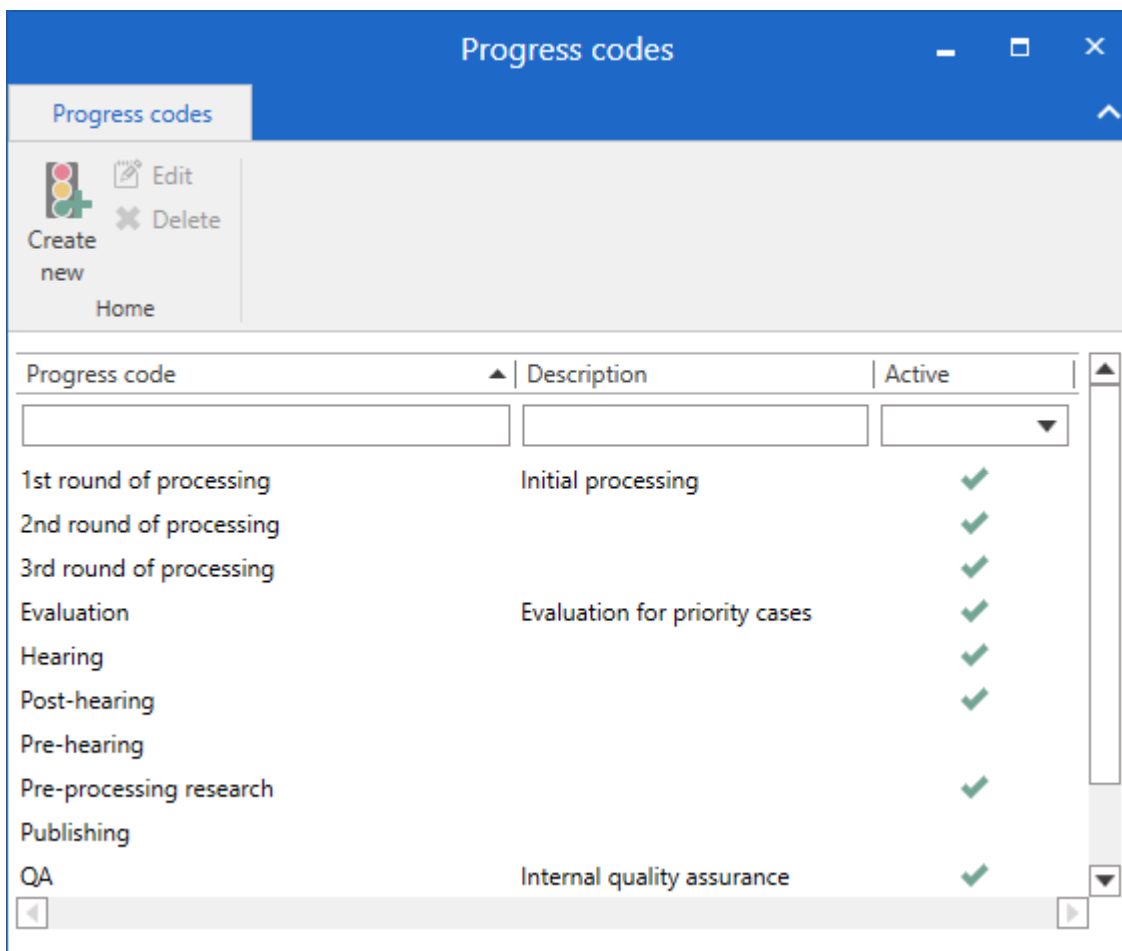 Progress codes
Progress codes
Edit
Delete
Create
new
Home
Progress code Description Active
1st round of processing Initial processing
2nd round of processing
3rd round of processing
Evaluation Evaluation for priority cases
Hearing
Post-hearing
Pre-hearing
Pre-processing research
Publishing
QA Internal quality assurance